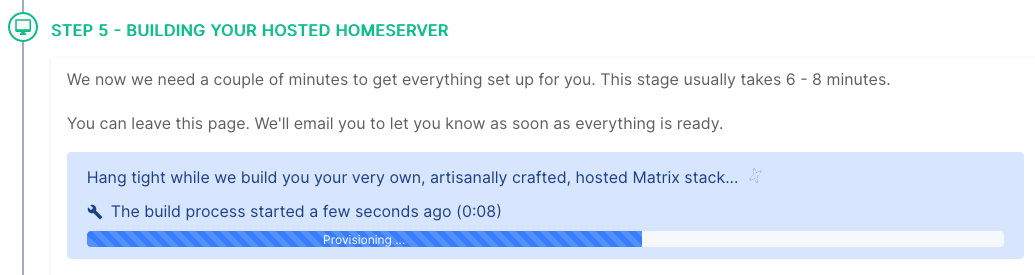 STEP 5 - BUILDING YOUR HOSTED HOMESERVER
We now we need a couple of minutes to get everything set up for you. This stage usually takes 6 - 8 minutes.
You can leave this page. We'll email you to let you know as soon as everything is ready.
Hang tight while we build you your very own, artisanally crafted, hosted Matrix stack...
The build process started a few seconds ago (0:08)
Provisioning ...